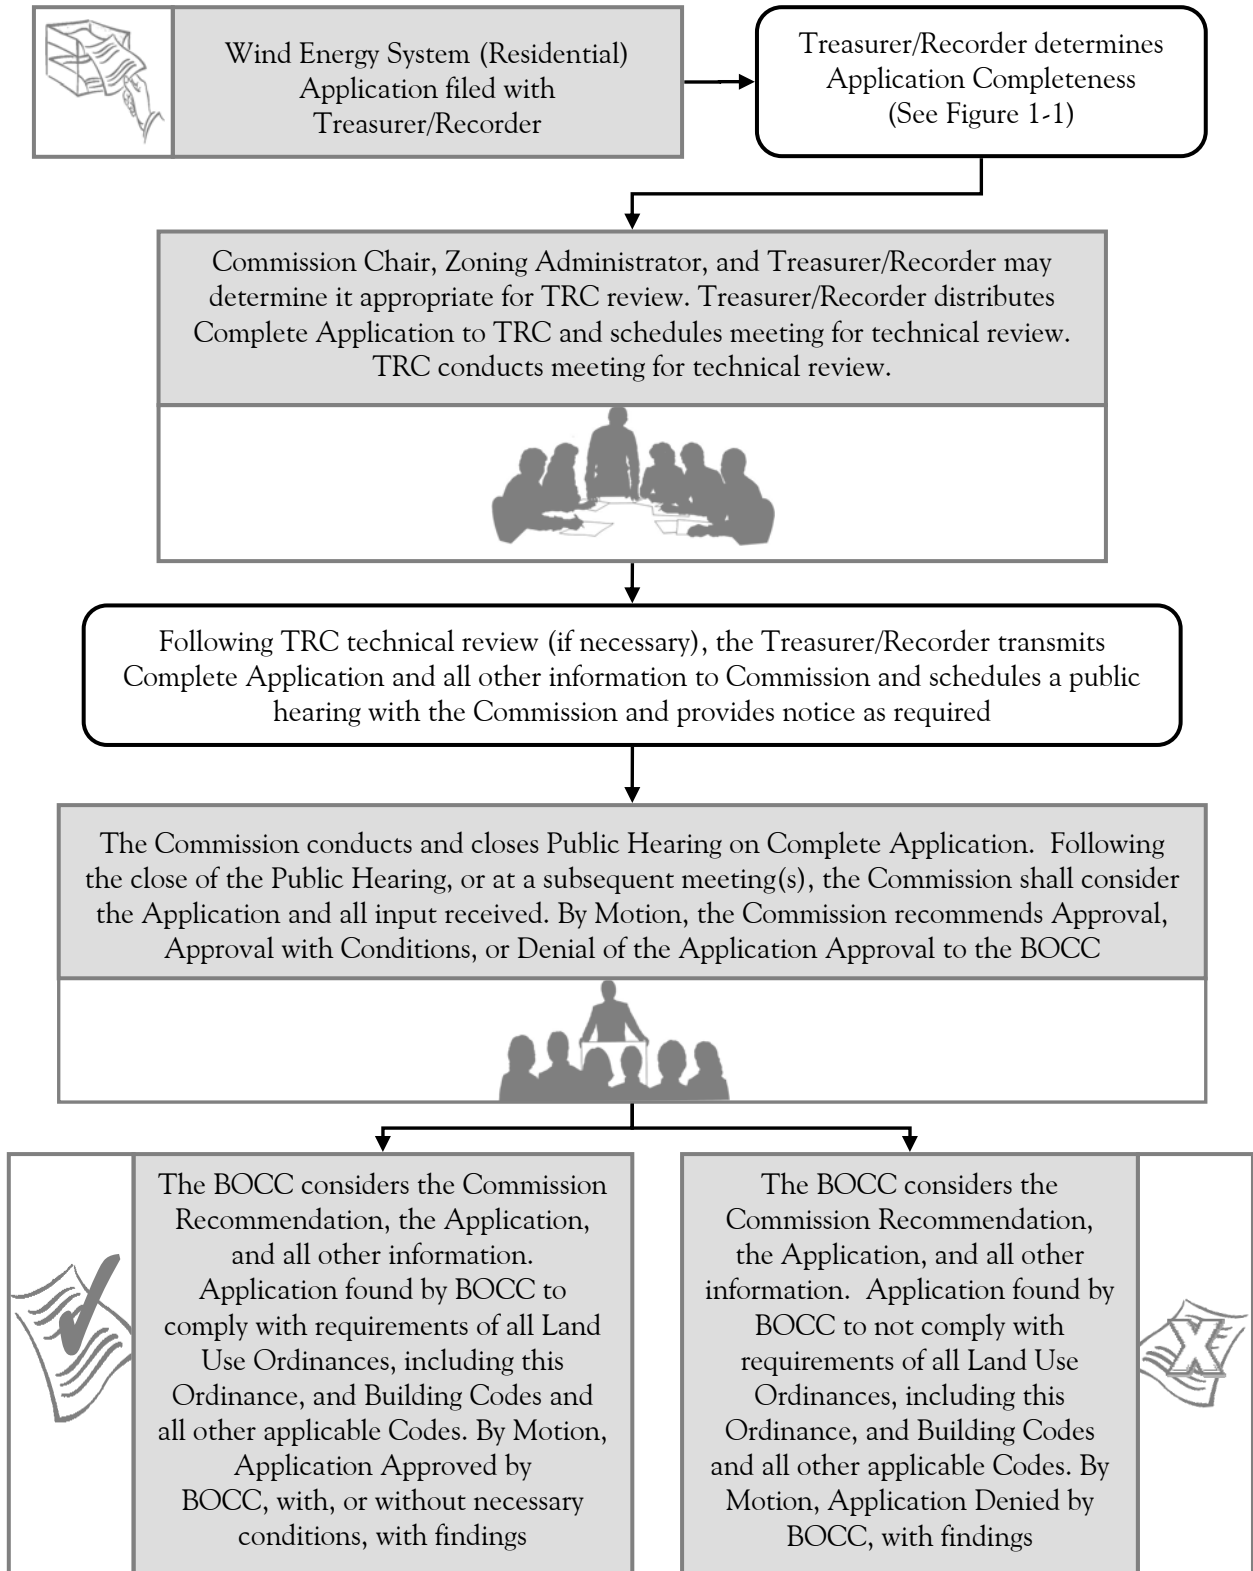 Wind Energy System (Residential)
Application filed with
Treasurer/Recorder
Treasurer/Recorder determines
Application Completeness
(See Figure 1-1)
Commission Chair, Zoning Administrator, and Treasurer/Recorder may
determine it appropriate for TRC review. Treasurer/Recorder distributes
Complete Application to TRC and schedules meeting for technical review.
TRC conducts meeting for technical review.
Following TRC technical review (if necessary), the Treasurer/Recorder transmits
Complete Application and all other information to Commission and schedules a public
hearing with the Commission and provides notice as required
The Commission conducts and closes Public Hearing on Complete Application.  Following
the close of the Public Hearing, or at a subsequent meeting(s), the Commission shall consider
the Application and all input received. By Motion, the Commission recommends Approval,
Approval with Conditions, or Denial of the Application Approval to the BOCC
The BOCC considers the Commission
Recommendation, the Application,
and all other information.
Application found by BOCC to
comply with requirements of all Land
Use Ordinances, including this
Ordinance, and Building Codes and
all other applicable Codes. By Motion,
Application Approved by
BOCC, with, or without necessary
conditions, with findings
The BOCC considers the
Commission Recommendation,
the Application, and all other
information.  Application found by
BOCC to not comply with
requirements of all Land Use
Ordinances, including this
Ordinance, and Building Codes
and all other applicable Codes. By
Motion, Application Denied by
BOCC, with findings
X